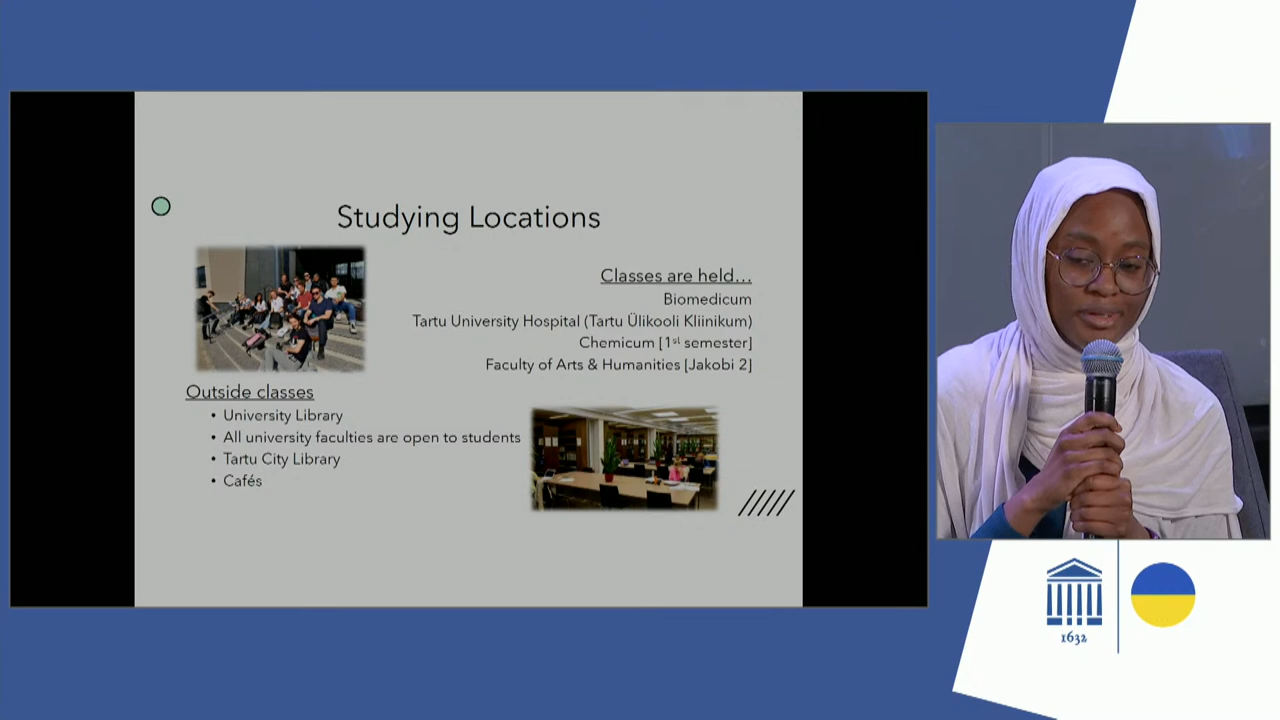 Studying Locations
Classes are held...
Biomedicum
Tartu University Hospital (Tartu Ülikooli Kliinikum)
Chemicum [1st semester]
Faculty of Arts & Humanities [Jakobi 2]
Outside classes
• University Library
• All university faculties are open to students
• Tartu City Library
• Cafés
1632